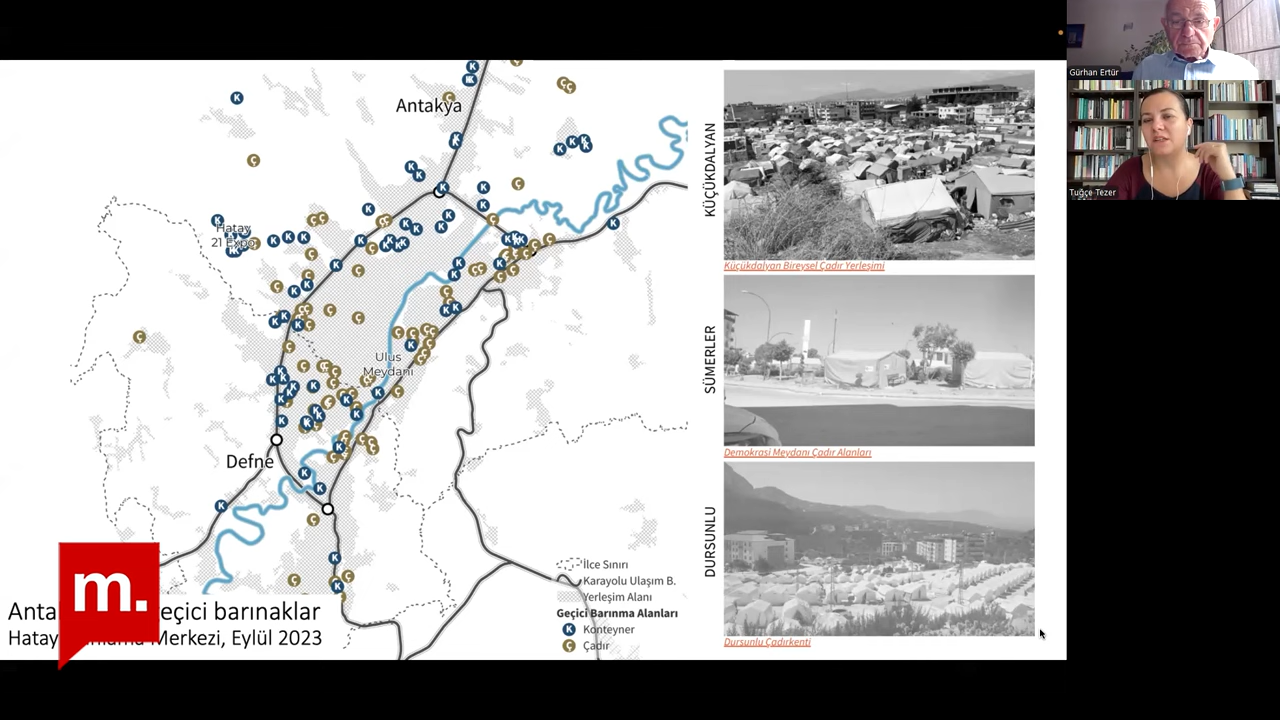 Antakya
Hatay
21 Expo
Ulus
Meydanı
Defne
İlçe Sınırı
Karayolu Ulaşım B.
Yerleşim Alanı
Geçici Barınma Alanları
K Konteyner
Ç Çadır
Anta eçici barınaklar
Hatay Merkezi, Eylül 2023
m.
KÜÇÜKDALYAN
Küçükdalyan Bireysel Çadır Yerleşimi
SÜMERLER
Demokrasi Meydanı Çadır Alanları
DURSUNLU
Dursunlu Çadırkenti
Gürhan Ertür
Tuğçe Tezer